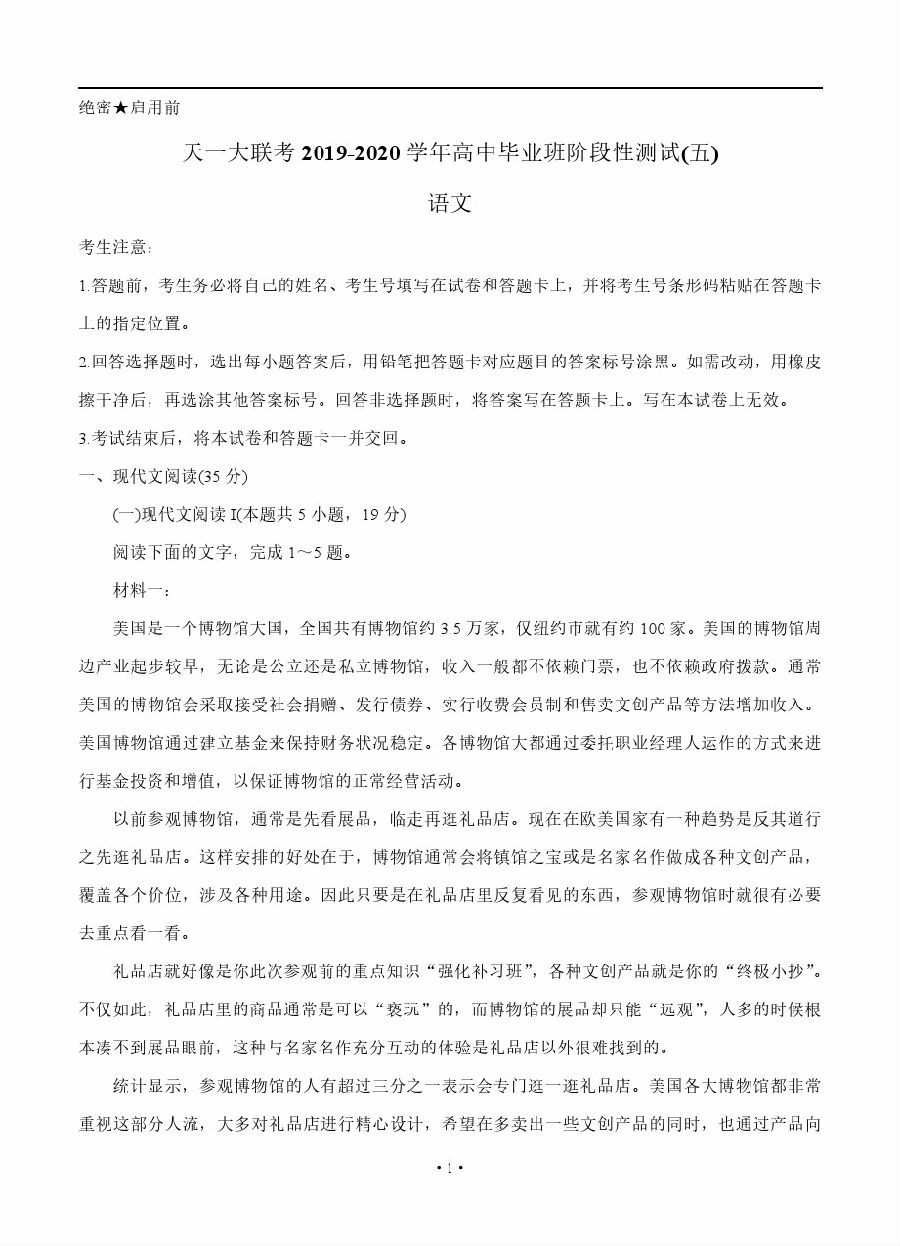 绝密★启用前
天一大联考 2019-2020 学年高中毕业班阶段性测试(五)
语文
考生注意:
1.答题前，考生务必将自己的姓名、考生号填写在试卷和答题卡上，并将考生号条形码粘贴在答题卡
上的指定位置。
2.回答选择题时，选出每小题答案后，用铅笔把答题卡对应题目的答案标号涂黑。如需改动，用橡皮
擦干净后，再选涂其他答案标号。回答非选择题时，将答案写在答题卡上。写在本试卷上无效。
3.考试结束后，将本试卷和答题卡一并交回。
一、现代文阅读(35 分)
(一)现代文阅读 I(本题共 5 小题，19 分)
阅读下面的文字，完成 1～5 题。
材料一：
美国是一个博物馆大国，全国共有博物馆约 3.5 万家，仅纽约市就有约 100 家。美国的博物馆周
边产业起步较早，无论是公立还是私立博物馆，收入一般都不依赖门票，也不依赖政府拨款。通常
美国的博物馆会采取接受社会捐赠、发行债券、实行收费会员制和售卖文创产品等方法增加收入。
美国博物馆通过建立基金来保持财务状况稳定。各博物馆大都通过委托职业经理人运作的方式来进
行基金投资和增值，以保证博物馆的正常经营活动。
以前参观博物馆，通常是先看展品，临走再逛礼品店。现在在欧美国家有一种趋势是反其道行
之先逛礼品店。这样安排的好处在于，博物馆通常会将镇馆之宝或是名家名作做成各种文创产品，
覆盖各个价位，涉及各种用途。因此只要是在礼品店里反复看见的东西，参观博物馆时就很有必要
去重点看一看。
礼品店就好像是你此次参观前的重点知识“强化补习班”，各种文创产品就是你的“终极小抄”。
不仅如此，礼品店里的商品通常是可以“亵玩”的，而博物馆的展品却只能“远观”，人多的时候根
本凑不到展品眼前，这种与名家名作充分互动的体验是礼品店以外很难找到的。
统计显示，参观博物馆的人有超过三分之一表示会专门逛一逛礼品店。美国各大博物馆都非常
重视这部分人流，大多对礼品店进行精心设计，希望在多卖出一些文创产品的同时，也通过产品向
·1·